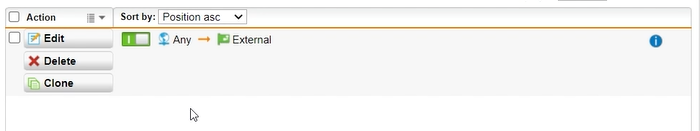 Action Sort by: Position asc
Edit Any External
Delete
Clone